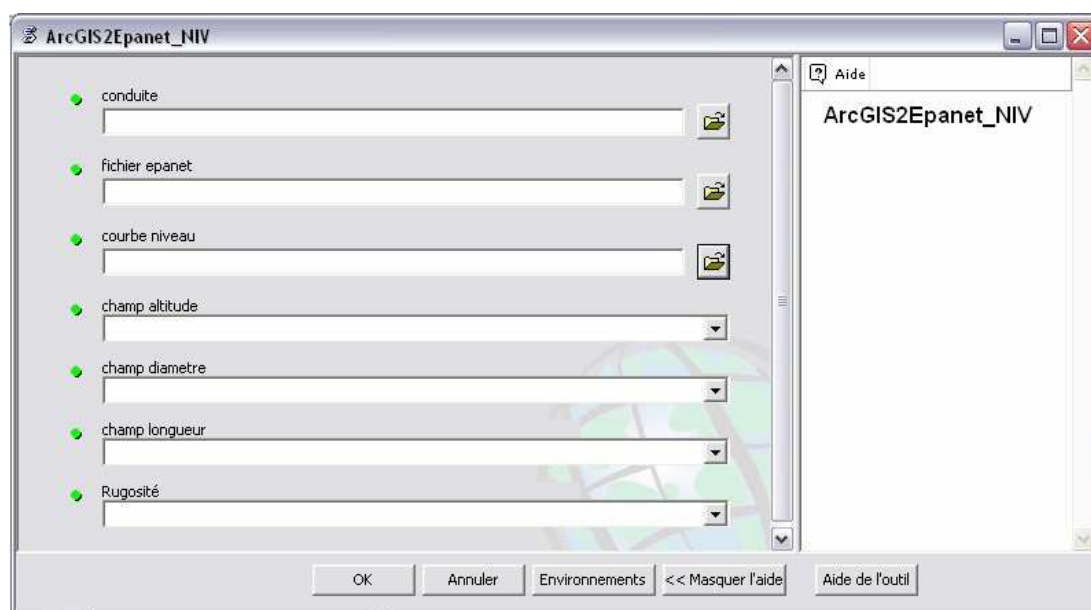 ArcGIS2Epanet_NIV
conduite
fichier epanet
courbe niveau
champ altitude
champ diametre
champ longueur
Rugosité
Aide
ArcGIS2Epanet_NIV
OK
Annuler
Environnements
<< Masquer l'aide
Aide de l'outil